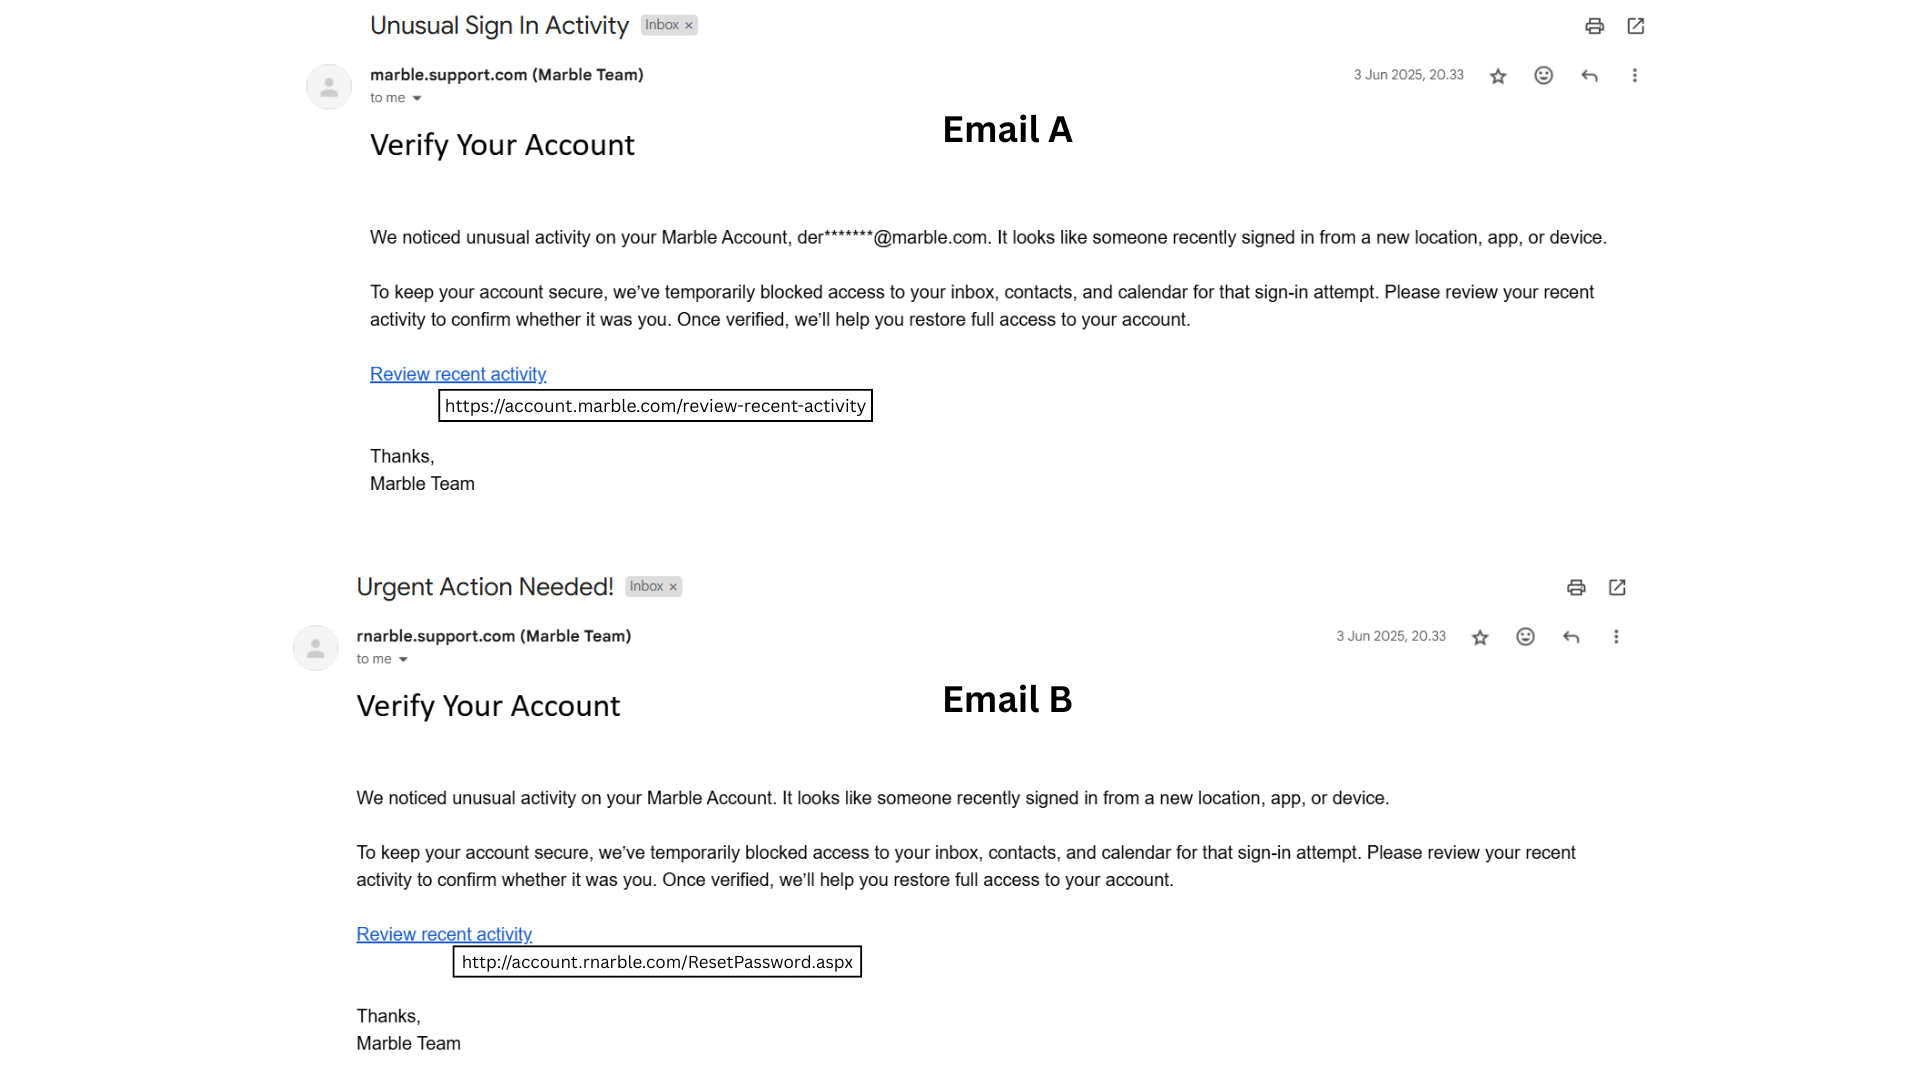 Unusual Sign In Activity Inbox ×
marble.support.com (Marble Team) 3 Jun 2025, 20.33
to me
Email A
Verify Your Account
We noticed unusual activity on your Marble Account, der*******@marble.com. It looks like someone recently signed in from a new location, app, or device.
To keep your account secure, we’ve temporarily blocked access to your inbox, contacts, and calendar for that sign-in attempt. Please review your recent
activity to confirm whether it was you. Once verified, we’ll help you restore full access to your account.
Review recent activity
https://account.marble.com/review-recent-activity
Thanks,
Marble Team
Urgent Action Needed! Inbox ×
rnarble.support.com (Marble Team) 3 Jun 2025, 20.33
to me
Email B
Verify Your Account
We noticed unusual activity on your Marble Account. It looks like someone recently signed in from a new location, app, or device.
To keep your account secure, we’ve temporarily blocked access to your inbox, contacts, and calendar for that sign-in attempt. Please review your recent
activity to confirm whether it was you. Once verified, we’ll help you restore full access to your account.
Review recent activity
http://account.rnarble.com/ResetPassword.aspx
Thanks,
Marble Team